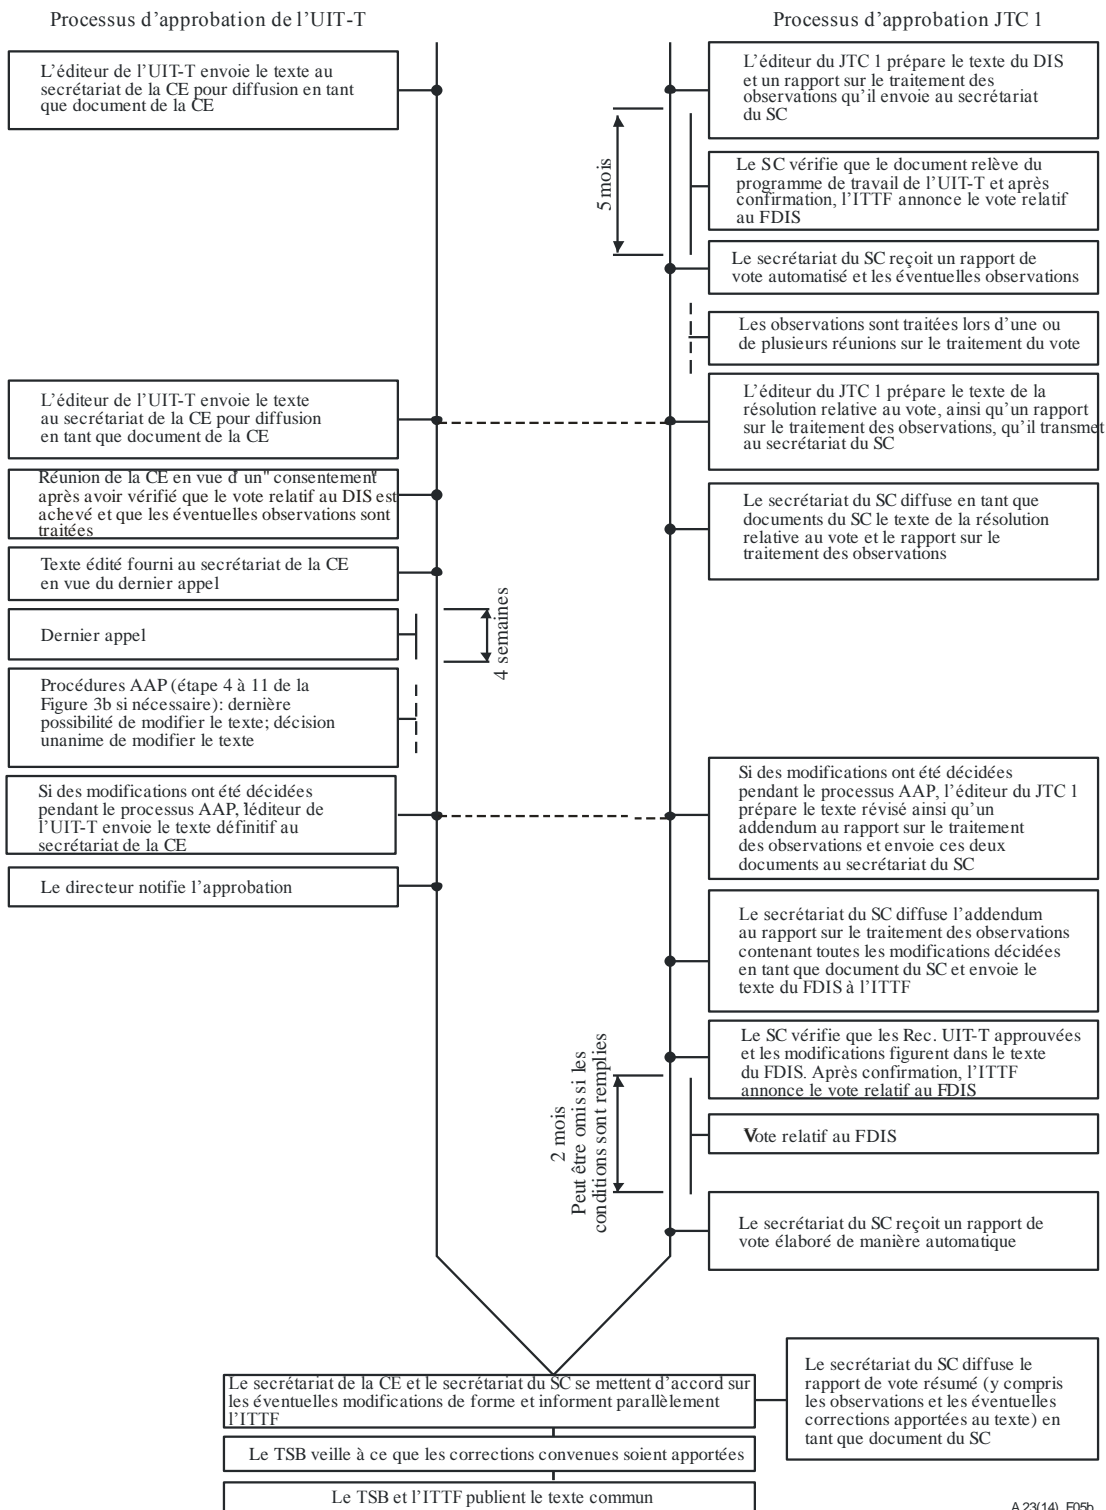 Processus d'approbation de l'UIT-T
Processus d'approbation JTC 1
L'éditeur de l'UIT-T envoie le texte au
secrétariat de la CE pour diffusion en tant
que document de la CE
L'éditeur du JTC 1 prépare le texte du DIS
et un rapport sur le traitement des
observations qu'il envoie au secrétariat
du SC
5 mois
Le SC vérifie que le document relève du
programme de travail de l'UIT-T et après
confirmation, l'ITTF annonce le vote relatif
au FDIS
Le secrétariat du SC reçoit un rapport de
vote automatisé et les éventuelles observations
Les observations sont traitées lors d'une ou
de plusieurs réunions sur le traitement du vote
L'éditeur de l'UIT-T envoie le texte
au secrétariat de la CE pour diffusion
en tant que document de la CE
L'éditeur du JTC 1 prépare le texte de la
résolution relative au vote, ainsi qu'un rapport
sur le traitement des observations, qu'il transmet
au secrétariat du SC
Réunion de la CE en vue d'un "consentement"
après avoir vérifié que le vote relatif au DIS est
achevé et que les éventuelles observations sont
traitées
Le secrétariat du SC diffuse en tant que
documents du SC le texte de la résolution
relative au vote et le rapport sur le
traitement des observations
Texte édité fourni au secrétariat de la CE
en vue du dernier appel
Dernier appel
4 semaines
Procédures AAP (étape 4 à 11 de la
Figure 3b si nécessaire): dernière
possibilité de modifier le texte; décision
unanime de modifier le texte
Si des modifications ont été décidées
pendant le processus AAP, l'éditeur de
l'UIT-T envoie le texte définitif au
secrétariat de la CE
Si des modifications ont été décidées
pendant le processus AAP, l'éditeur du JTC 1
prépare le texte révisé ainsi qu'un
addendum au rapport sur le traitement
des observations et envoie ces deux
documents au secrétariat du SC
Le directeur notifie l'approbation
Le secrétariat du SC diffuse l'addendum
au rapport sur le traitement des observations
contenant toutes les modifications décidées
en tant que document du SC et envoie le
texte du FDIS à l'ITTF
Le SC vérifie que les Rec. UIT-T approuvées
et les modifications figurent dans le texte
du FDIS. Après confirmation, l'ITTF
annonce le vote relatif au FDIS
2 mois
Peut être omis si les
conditions sont remplies
Vote relatif au FDIS
Le secrétariat du SC reçoit un rapport de
vote élaboré de manière automatique
Le secrétariat de la CE et le secrétariat du SC se mettent d'accord sur
les éventuelles modifications de forme et informent parallèlement
l'ITTF
Le secrétariat du SC diffuse le
rapport de vote résumé (y compris
les observations et les éventuelles
corrections apportées au texte) en
tant que document du SC
Le TSB veille à ce que les corrections convenues soient apportées
Le TSB et l'ITTF publient le texte commun
A.23(14)_F05b